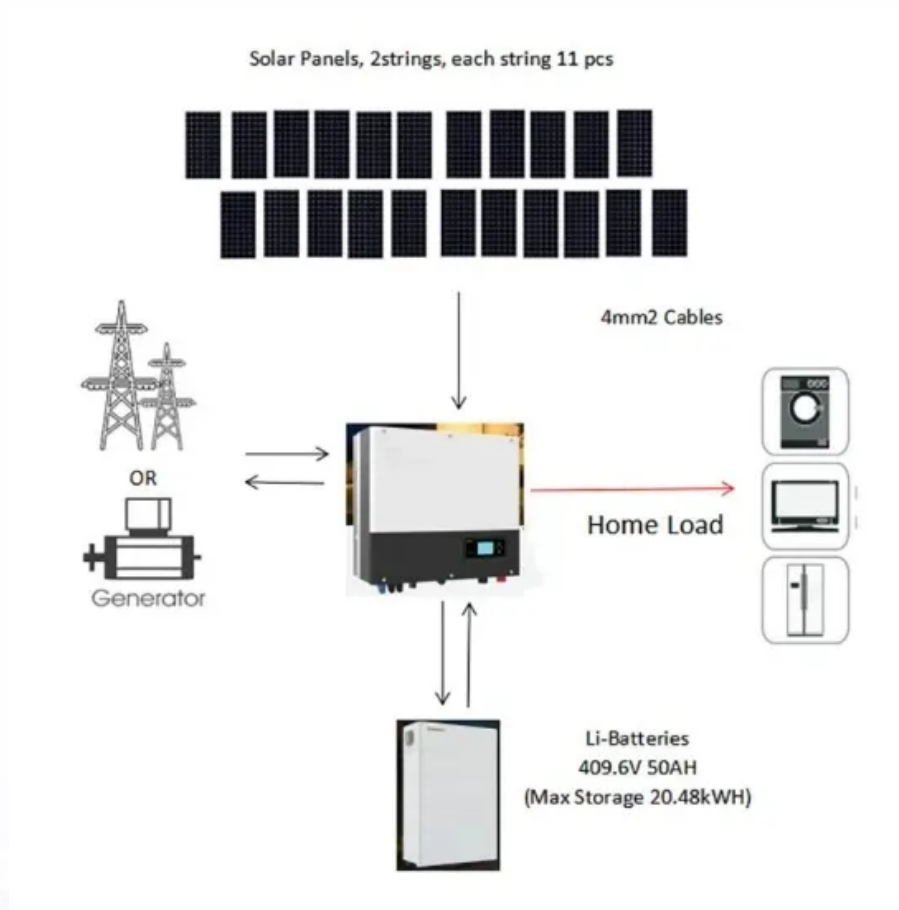 Solar Panels, 2strings, each string 11 pcs
4mm2 Cables
OR
Generator
Home Load
Li-Batteries
409.6V 50AH
(Max Storage 20.48kWH)